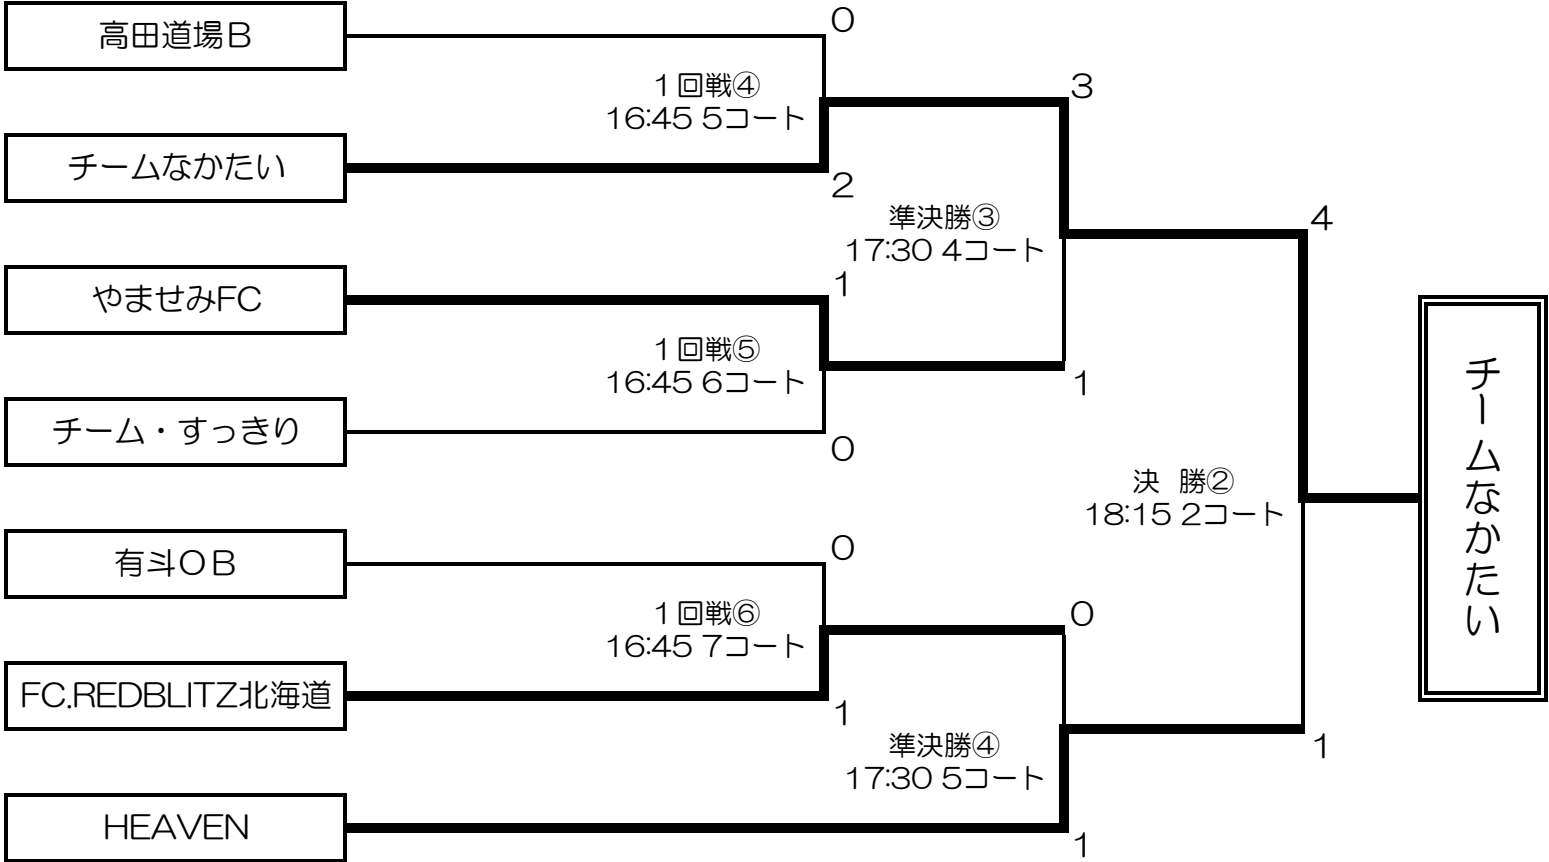 高田道場B
0
1回戦④
16:45 5コート
3
チームなかたい
2
準決勝③
17:30 4コート
4
やませみFC
1
1回戦⑤
16:45 6コート
1
チーム・すっきり
0
決 勝②
18:15 2コート
チームなかたい
有斗OB
0
1回戦⑥
16:45 7コート
0
FC.REDBLITZ北海道
1
準決勝④
17:30 5コート
1
HEAVEN
1